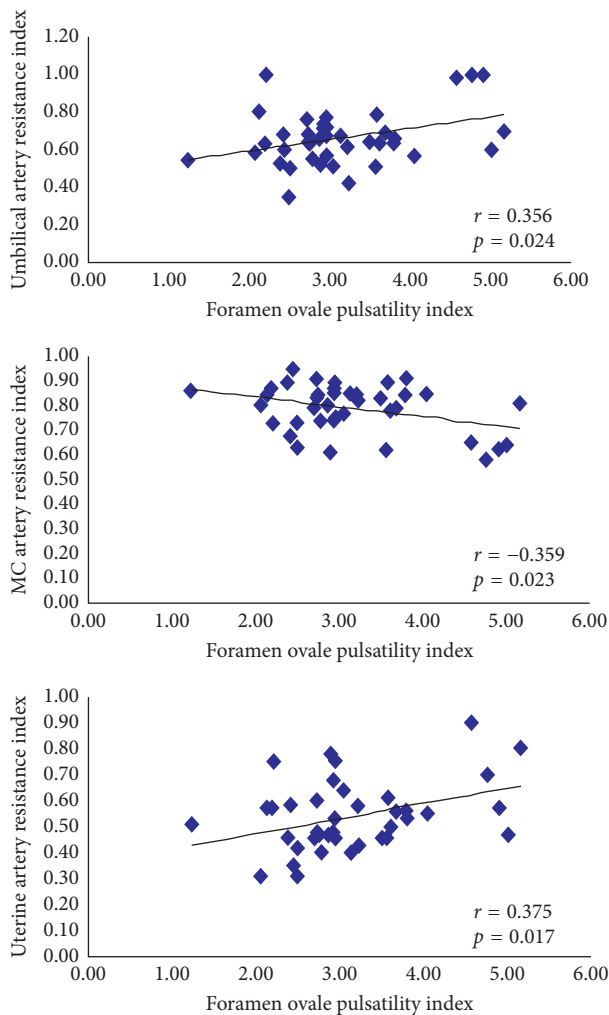 Umbilical artery resistance index
1.20
1.00
0.80
0.60
0.40
0.20
0.00
r = 0.356
p = 0.024
0.00 1.00 2.00 3.00 4.00 5.00 6.00
Foramen ovale pulsatility index
MC artery resistance index
1.00
0.90
0.80
0.70
0.60
0.50
0.40
0.30
0.20
0.10
0.00
r = −0.359
p = 0.023
0.00 1.00 2.00 3.00 4.00 5.00 6.00
Foramen ovale pulsatility index
Uterine artery resistance index
1.00
0.90
0.80
0.70
0.60
0.50
0.40
0.30
0.20
0.10
0.00
r = 0.375
p = 0.017
0.00 1.00 2.00 3.00 4.00 5.00 6.00
Foramen ovale pulsatility index